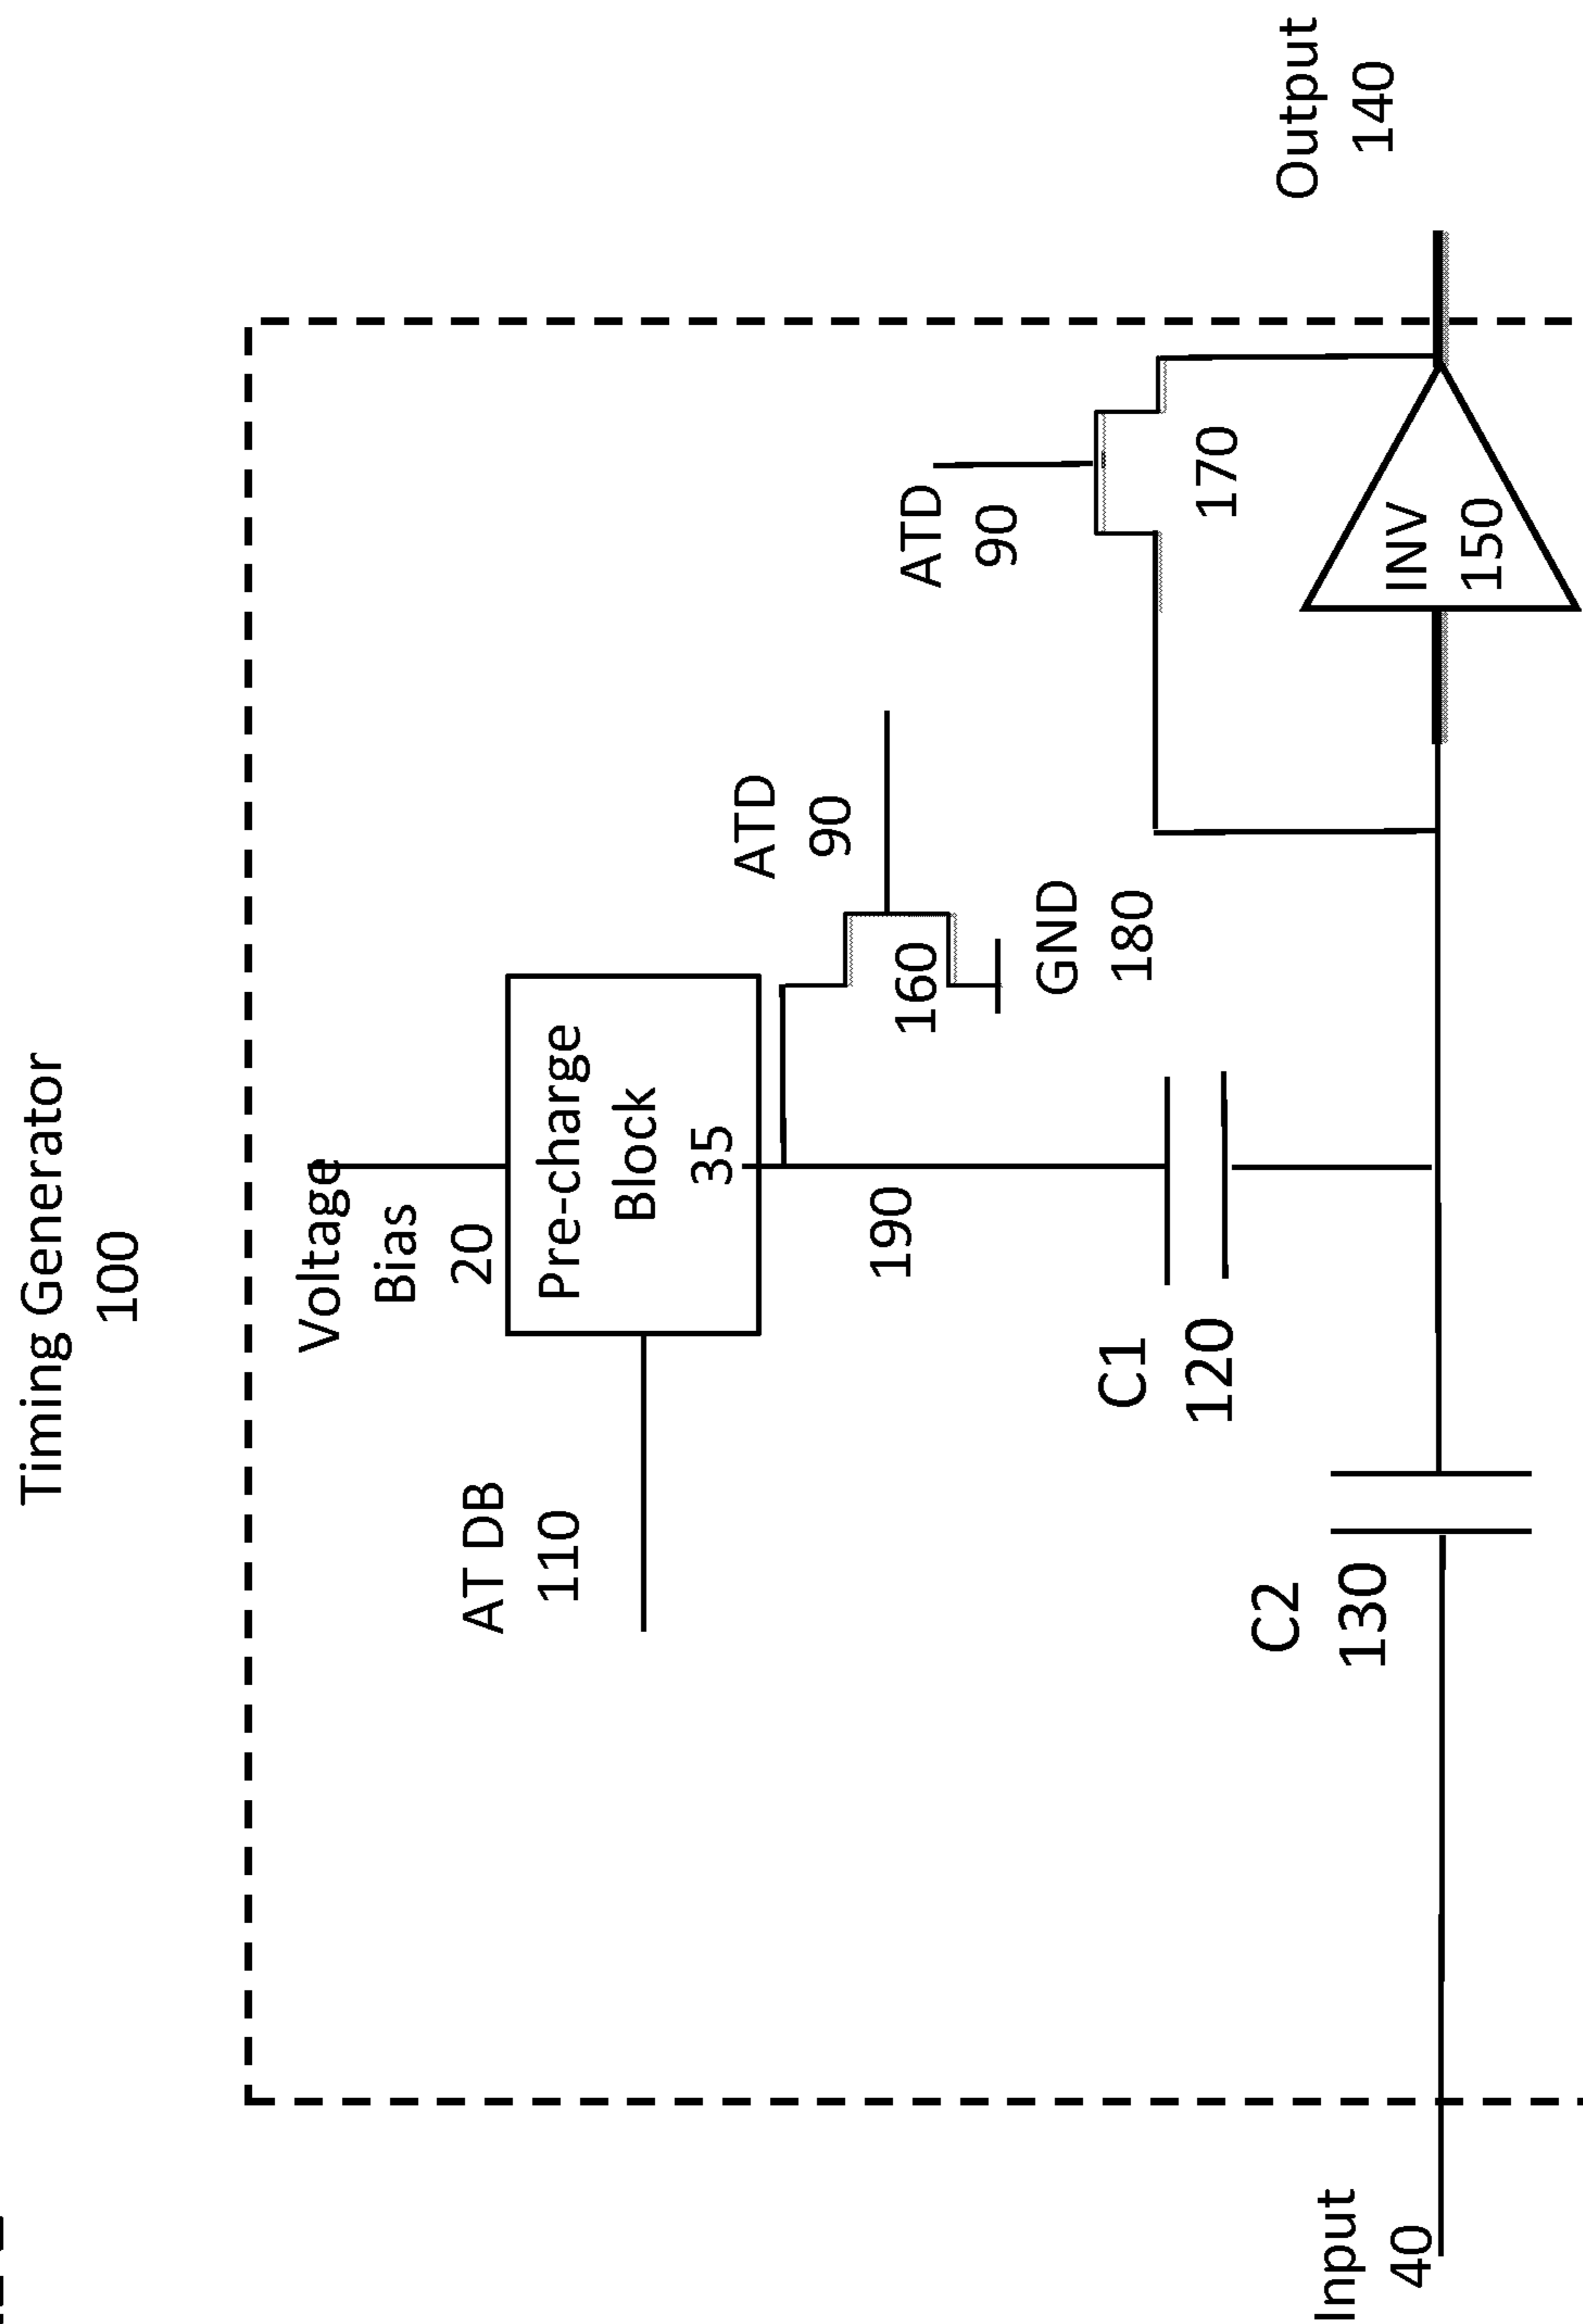 Timing Generator
100
Voltage
Bias
20
AT DB
110
Pre-charge
Block
35
ATD
90
190
160
ATD
90
GND
180
C1
120
170
C2
130
Input
40
INV
150
Output
140